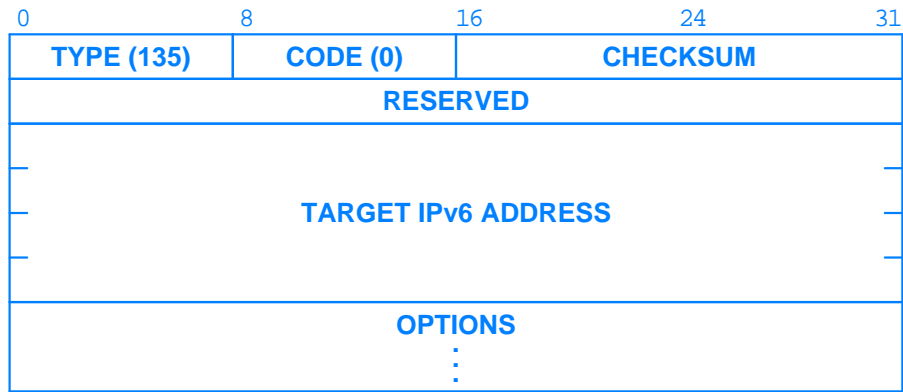 0 8 16 24 31
TYPE (135) CODE (0) CHECKSUM
RESERVED
TARGET IPv6 ADDRESS
OPTIONS